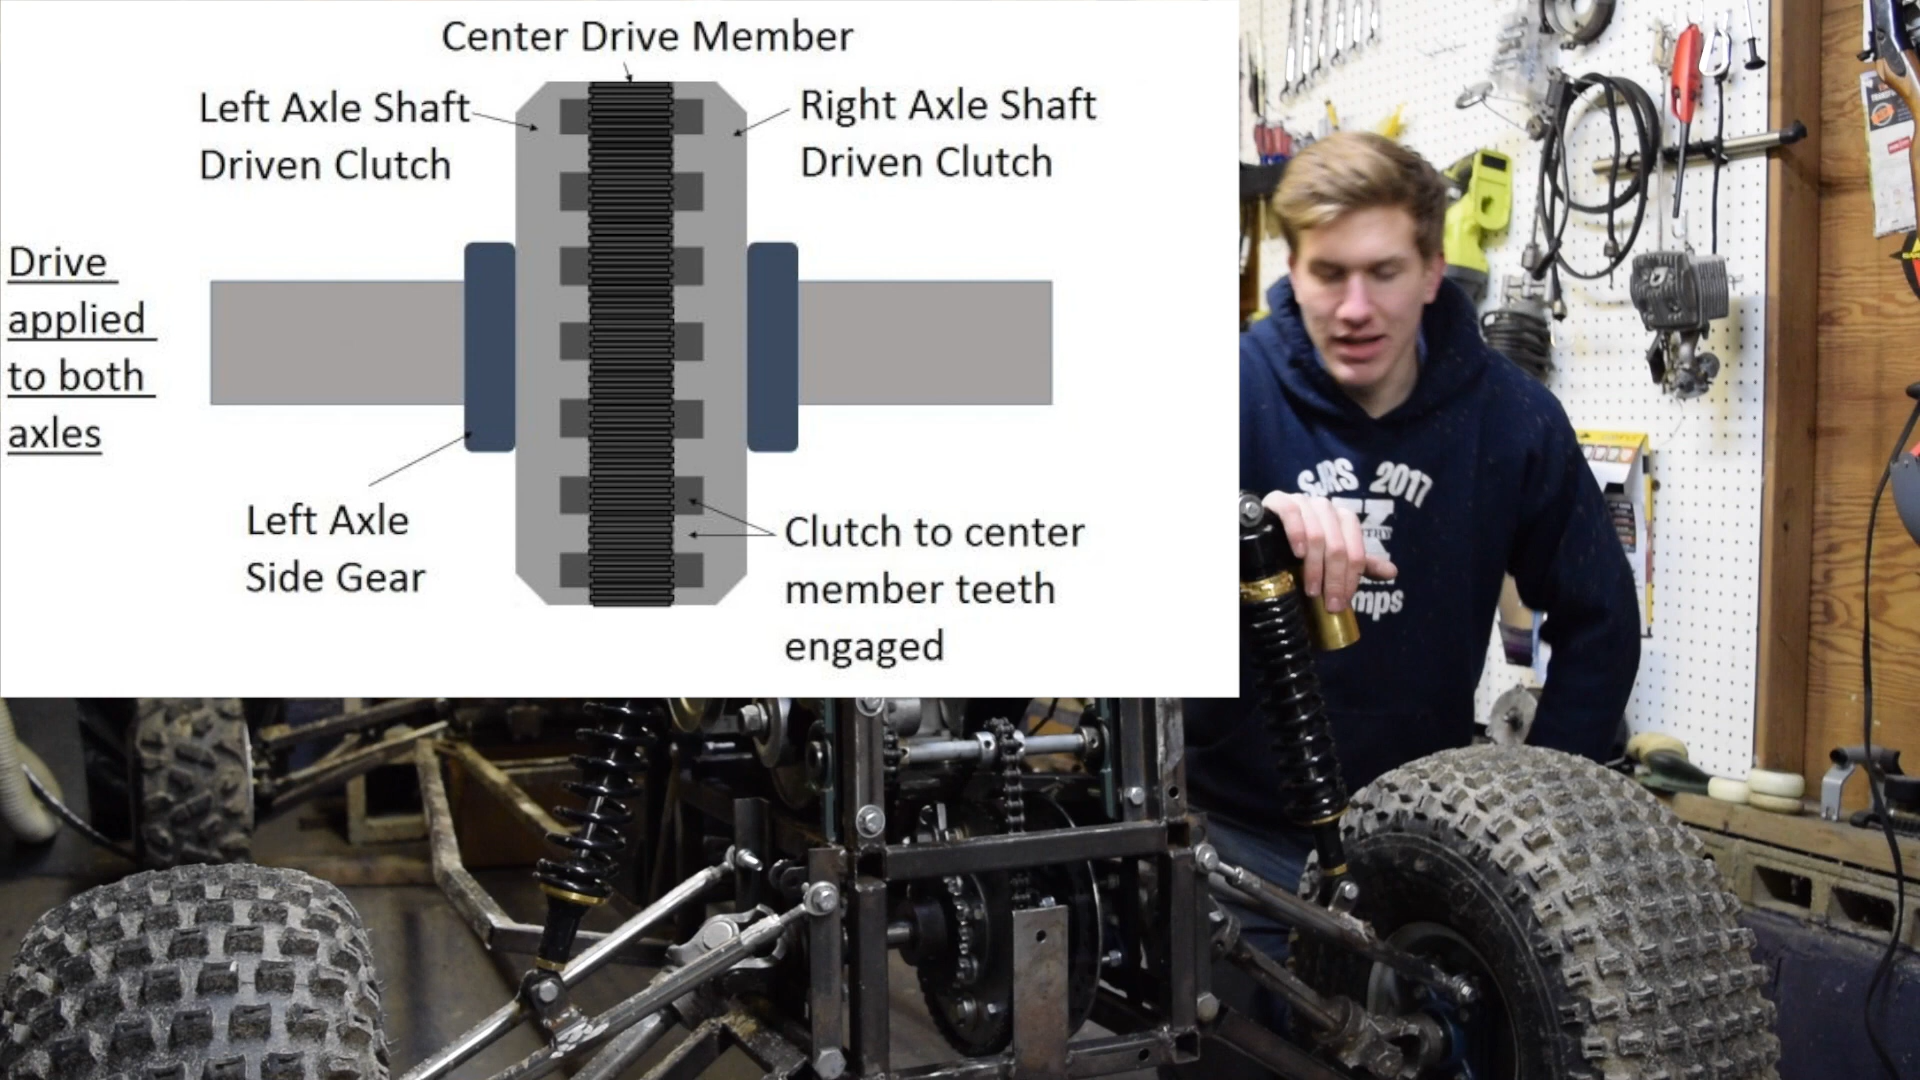 Center Drive Member
Left Axle Shaft
Driven Clutch
Right Axle Shaft
Driven Clutch
Drive
applied
to both
axles
Left Axle
Side Gear
Clutch to center
member teeth
engaged
SJRS 2017